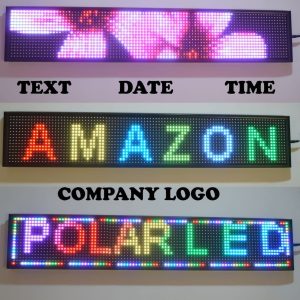 TEXT DATE TIME
AMAZON
COMPANY LOGO
POLAR LED